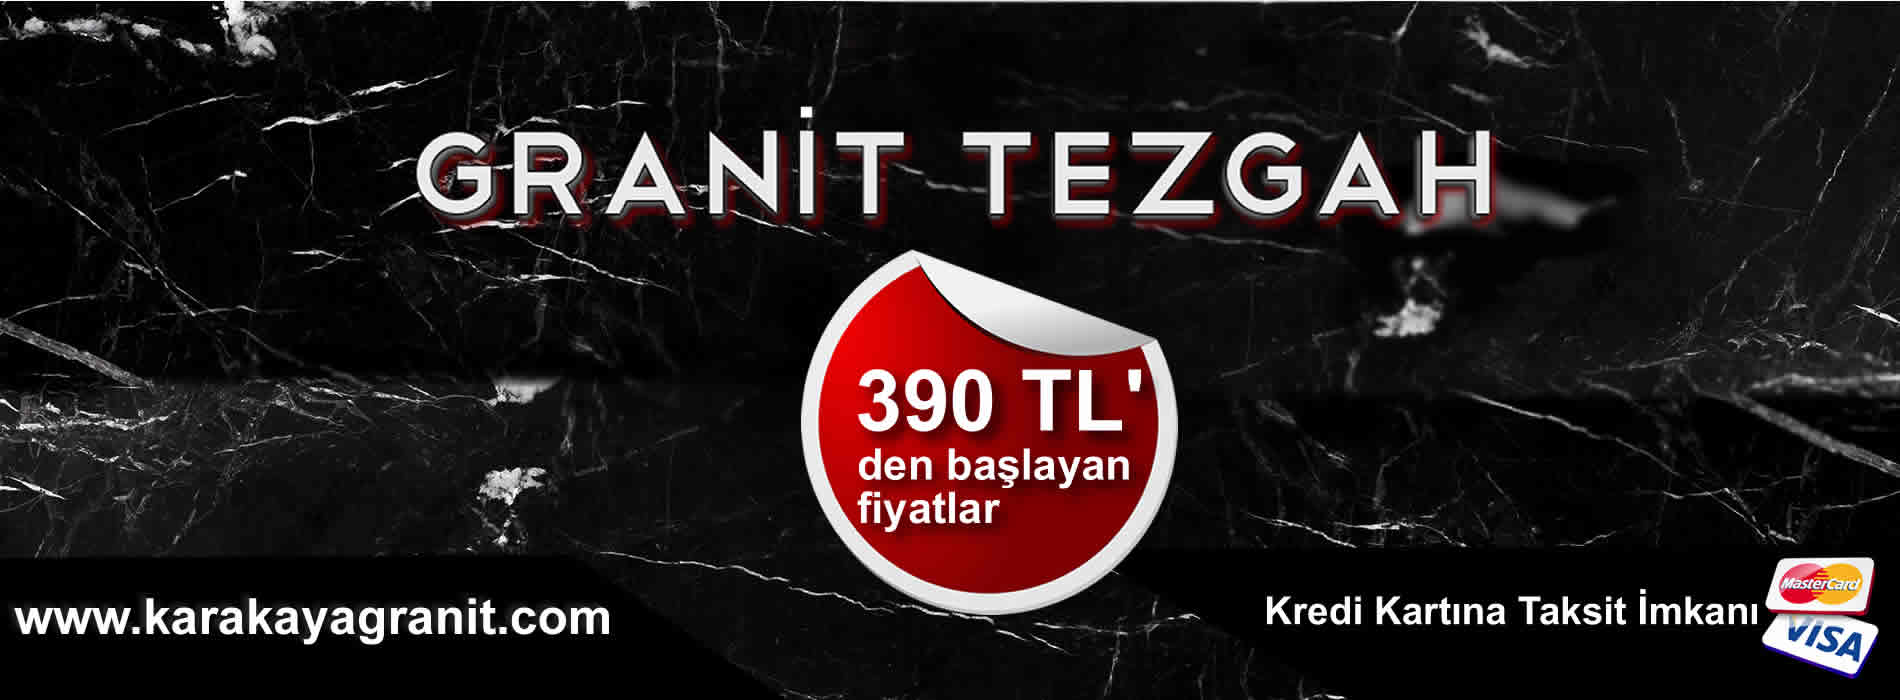 GRANİT TEZGAH
390 TL'
den başlayan
fiyatlar
www.karakayagranit.com
Kredi Kartına Taksit İmkanı
MasterCard
VISA